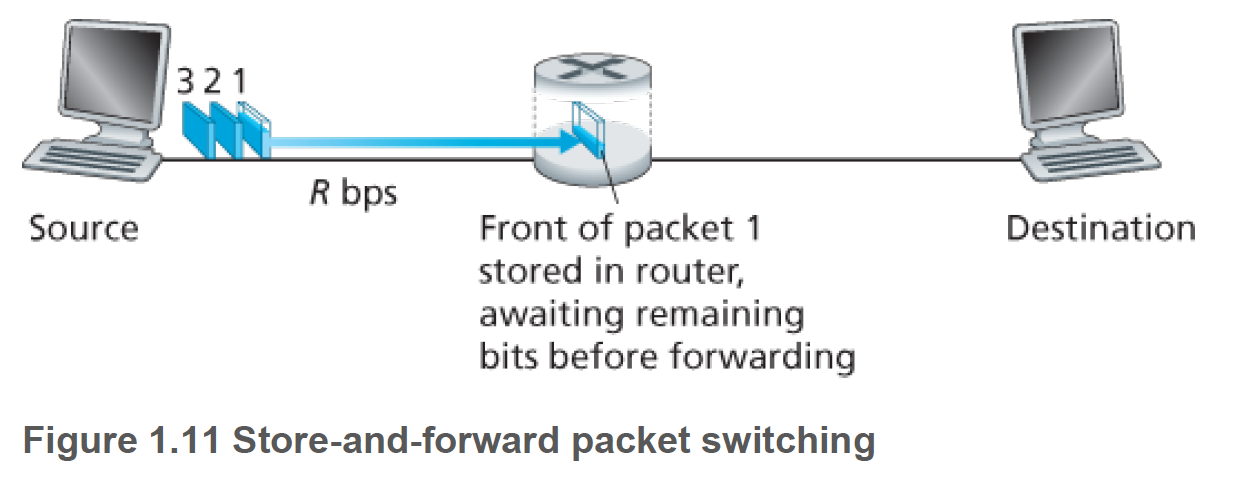 3 2 1
R bps
Source
Front of packet 1
stored in router,
awaiting remaining
bits before forwarding
Destination
Figure 1.11 Store-and-forward packet switching